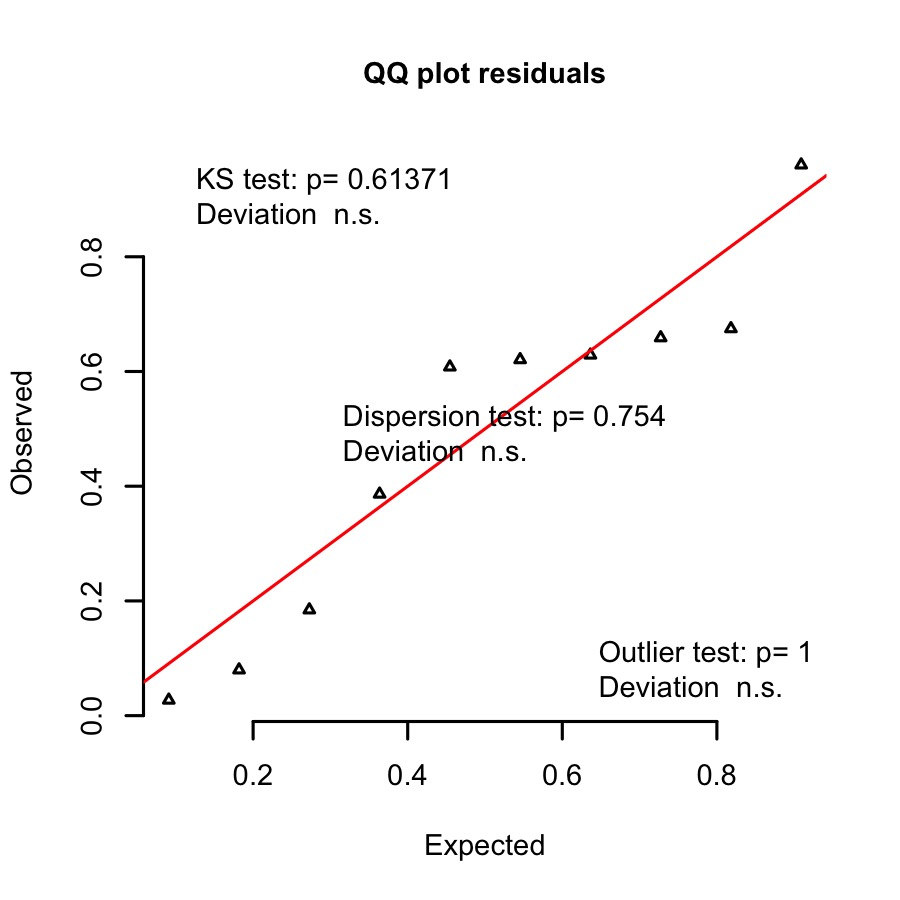 QQ plot residuals
KS test: p= 0.61371
Deviation  n.s.
Dispersion test: p= 0.754
Deviation  n.s.
Outlier test: p= 1
Deviation  n.s.
Observed
0.8
0.6
0.4
0.2
0.0
0.2 0.4 0.6 0.8
Expected